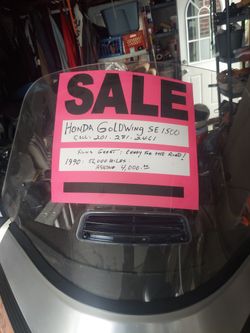 SALE
HONDA GOLDWING SE 1500
CALL: 201-271-2461
RUNS GREAT! READY FOR THE ROAD!
1990. 52,000 MILES.
ASKING 4,000.00